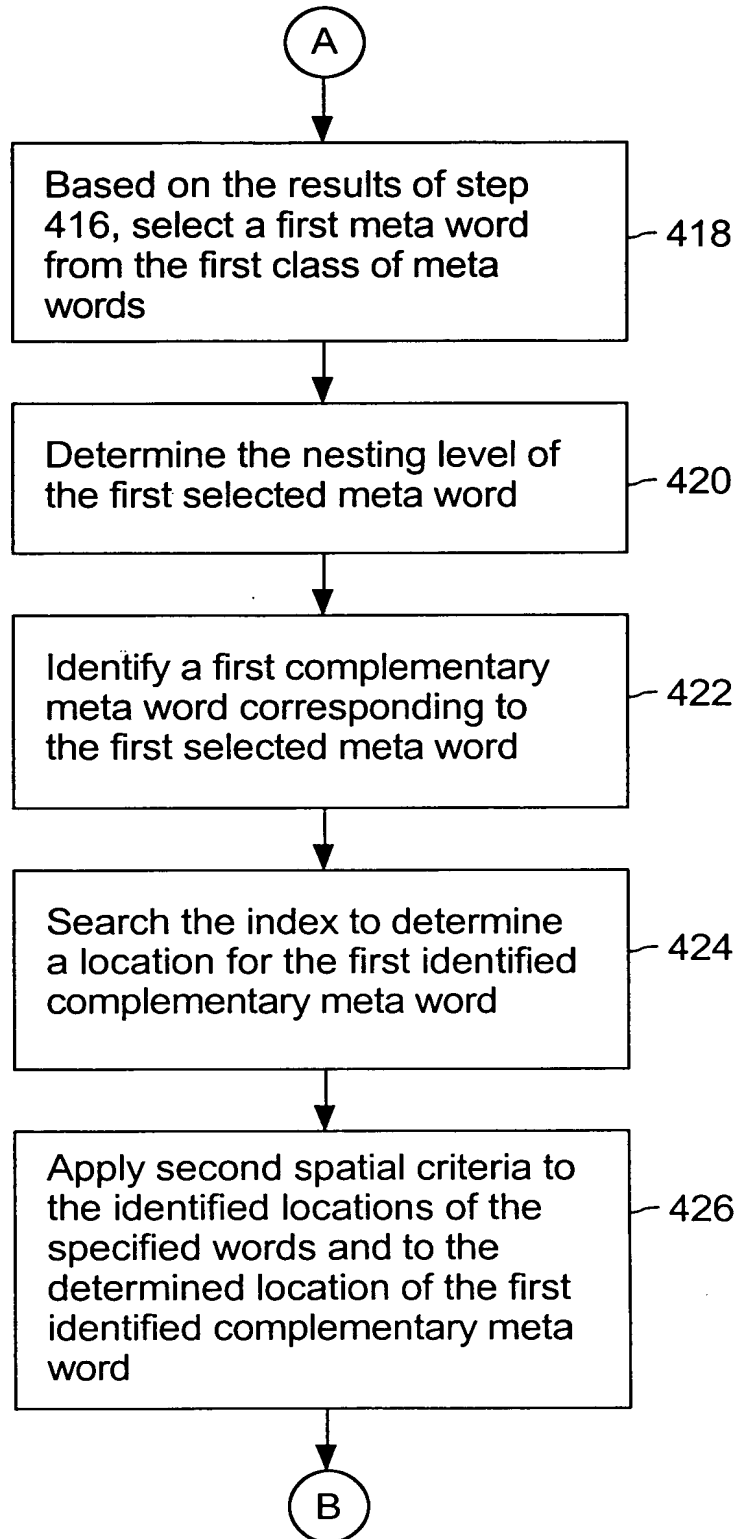 A
Based on the results of step
416, select a first meta word
from the first class of meta
words
418
Determine the nesting level of
the first selected meta word
420
Identify a first complementary
meta word corresponding to
the first selected meta word
422
Search the index to determine
a location for the first identified
complementary meta word
424
Apply second spatial criteria to
the identified locations of the
specified words and to the
determined location of the first
identified complementary meta
word
426
B